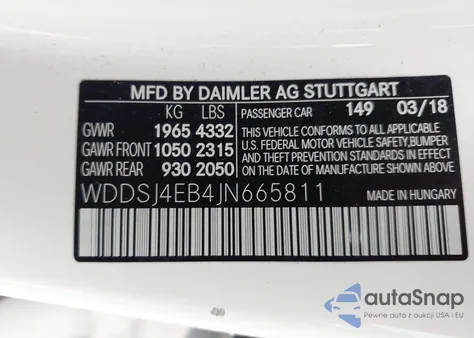 MFD BY DAIMLER AG STUTTGART
KG LBS PASSENGER CAR 149 03/18
GVWR 1965 4332 THIS VEHICLE CONFORMS TO ALL
GAWR FRONT 1050 2315 APPLICABLE U.S. FEDERAL MOTOR VEHICLE SAFETY, BUMPER
GAWR REAR 930 2050 AND THEFT PREVENTION STANDARDS IN EFFECT ON THE DATE OF MANUFACTURE SHOWN ABOVE
WDDSJ4EB4JN665811 MADE IN HUNGARY
autaSnap
Pewne auta z aukcji USA i EU